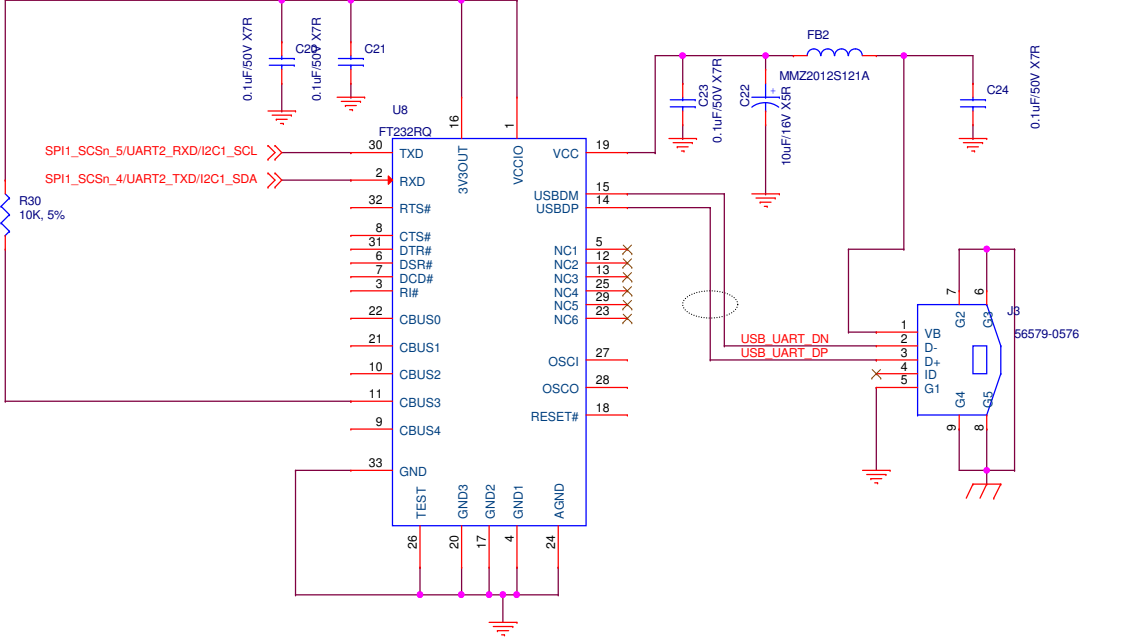 FB2
MMZ2012S121A
0.1uF/50V X7R
C20
0.1uF/50V X7R
C21
C23
0.1uF/50V X7R
C22
+
10uF/16V X5R
C24
0.1uF/50V X7R
U8
FT232RQ
16
1
3V3OUT
VCCIO
SPI1_SCSn_5/UART2_RXD/I2C1_SCL
30
TXD
VCC
19
SPI1_SCSn_4/UART2_TXD/I2C1_SDA
2
RXD
USBDM
15
R30
10K, 5%
32
RTS#
USBDP
14
8
CTS#
31
DTR#
NC1
5
6
DSR#
NC2
12
7
DCD#
NC3
13
3
RI#
NC4
25
NC5
29
22
CBUS0
NC6
23
21
CBUS1
OSCI
27
10
CBUS2
OSCO
28
11
CBUS3
RESET#
18
9
CBUS4
33
GND
TEST
GND3
GND2
GND1
AGND
26
20
17
4
24
7
6
G2
G3
J3
56579-0576
1
VB
USB_UART_DN
2
D-
USB_UART_DP
3
D+
4
ID
5
G1
G4
G5
9
8